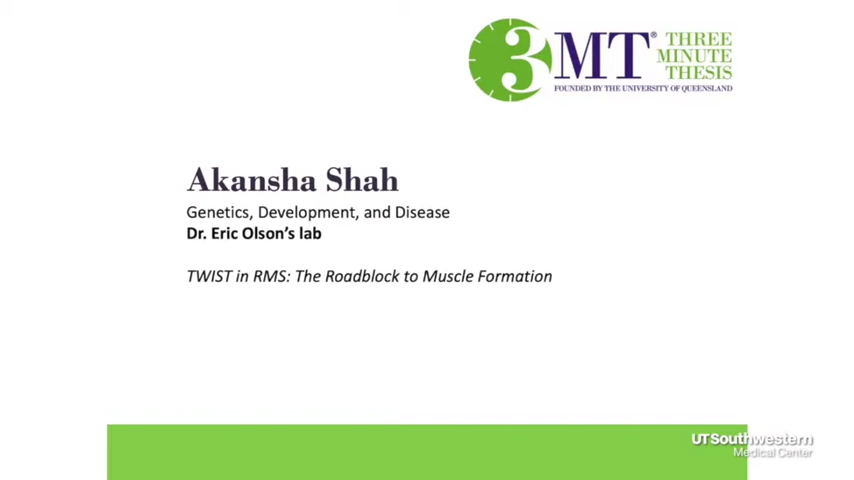 3MT® THREE
MINUTE
THESIS
FOUNDED BY THE UNIVERSITY OF QUEENSLAND
Akansha Shah
Genetics, Development, and Disease
Dr. Eric Olson's lab
TWIST in RMS: The Roadblock to Muscle Formation
UTSouthwestern
Medical Center